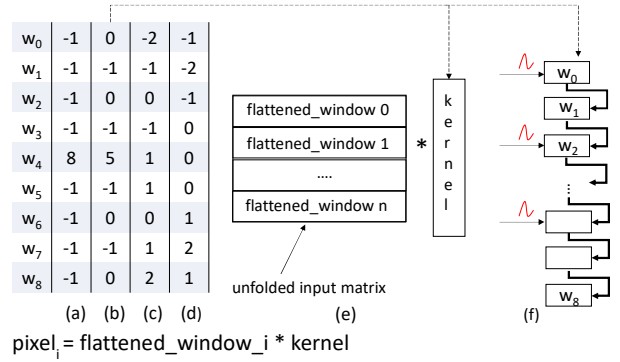 w0 -1 0 -2 -1
w1 -1 -1 -1 -2
w2 -1 0 0 -1
w3 -1 -1 -1 0
w4 8 5 1 0
w5 -1 -1 1 0
w6 -1 0 0 1
w7 -1 -1 1 2
w8 -1 0 2 1
(a) (b) (c) (d)
flattened_window 0
flattened_window 1
....
flattened_window n
*
kernel
unfolded input matrix
(e)
w0
w1
w2
...
w8
(f)
pixel_i = flattened_window_i * kernel